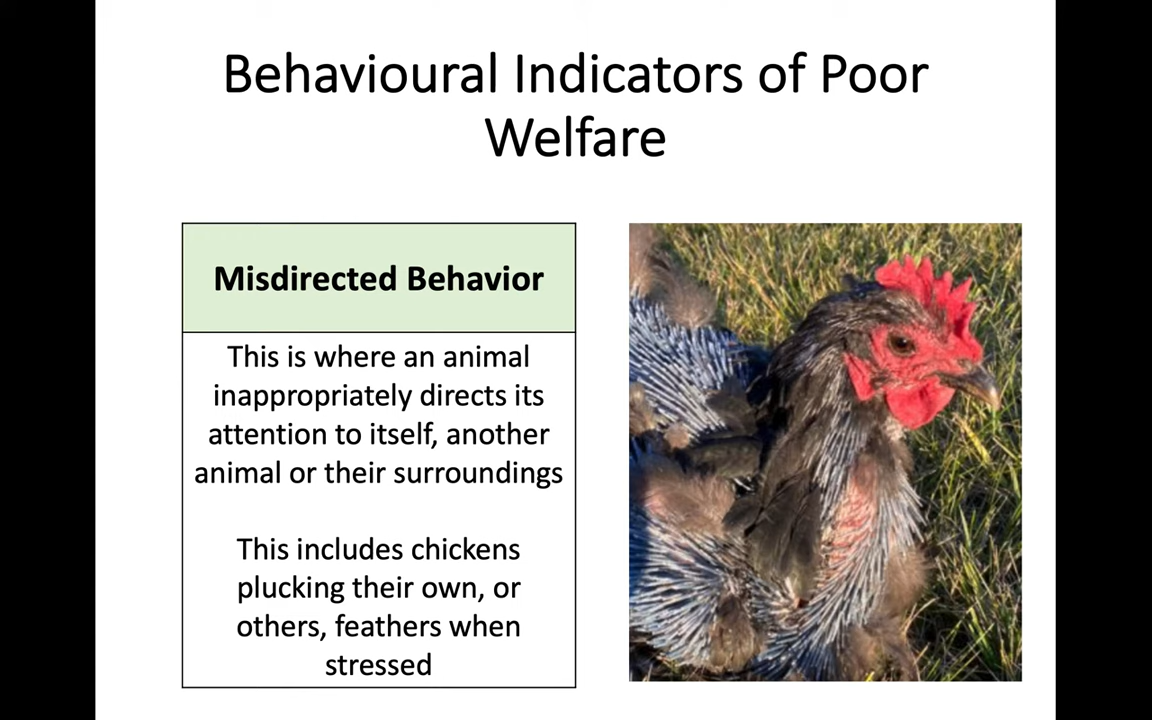 Behavioural Indicators of Poor
Welfare
Misdirected Behavior
This is where an animal
inappropriately directs its
attention to itself, another
animal or their surroundings
This includes chickens
plucking their own, or
others, feathers when
stressed